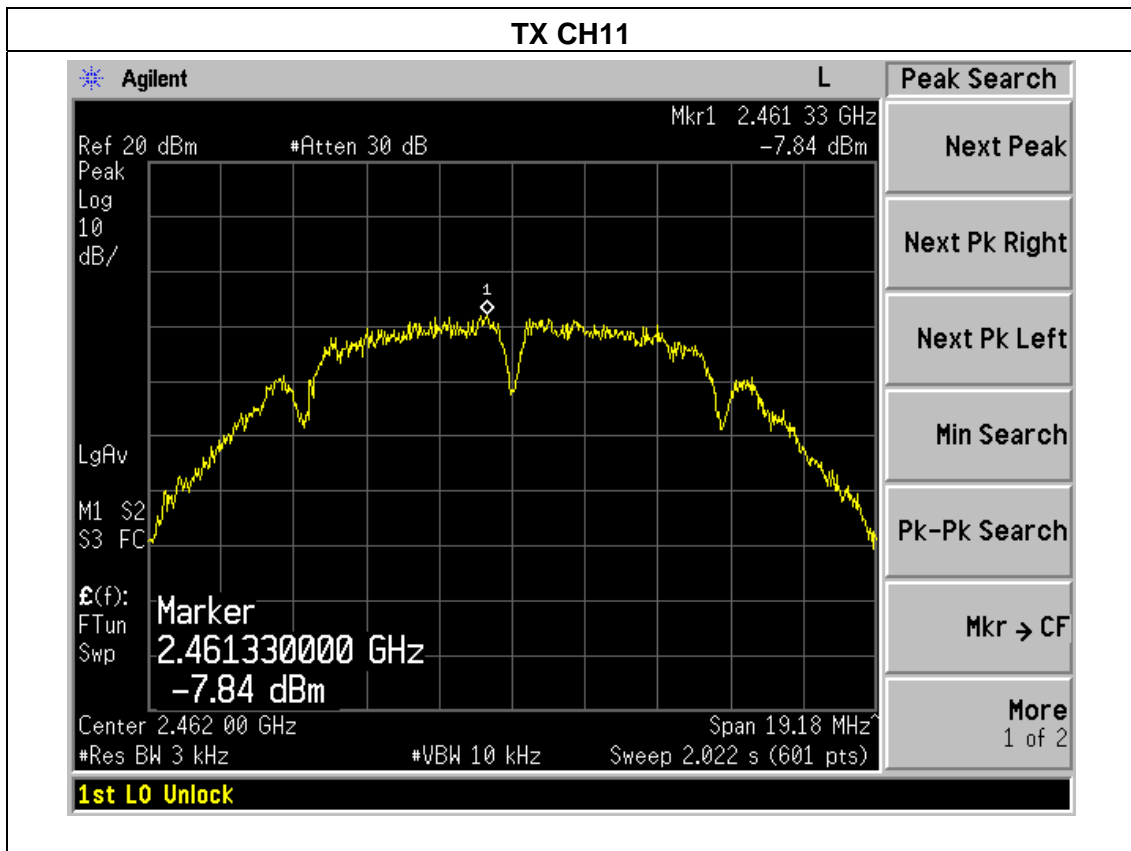 TX CH11
Agilent L
Peak Search
Mkr1 2.461 33 GHz
Ref 20 dBm #Atten 30 dB -7.84 dBm
Peak
Log
10
dB/
1
LgAv
M1 S2
S3 FC
£(f):
FTun
Swp
Marker
2.461330000 GHz
-7.84 dBm
Center 2.462 00 GHz Span 19.18 MHz^
#Res BW 3 kHz #VBW 10 kHz Sweep 2.022 s (601 pts)
1st LO Unlock
Next Peak
Next Pk Right
Next Pk Left
Min Search
Pk-Pk Search
Mkr → CF
More
1 of 2